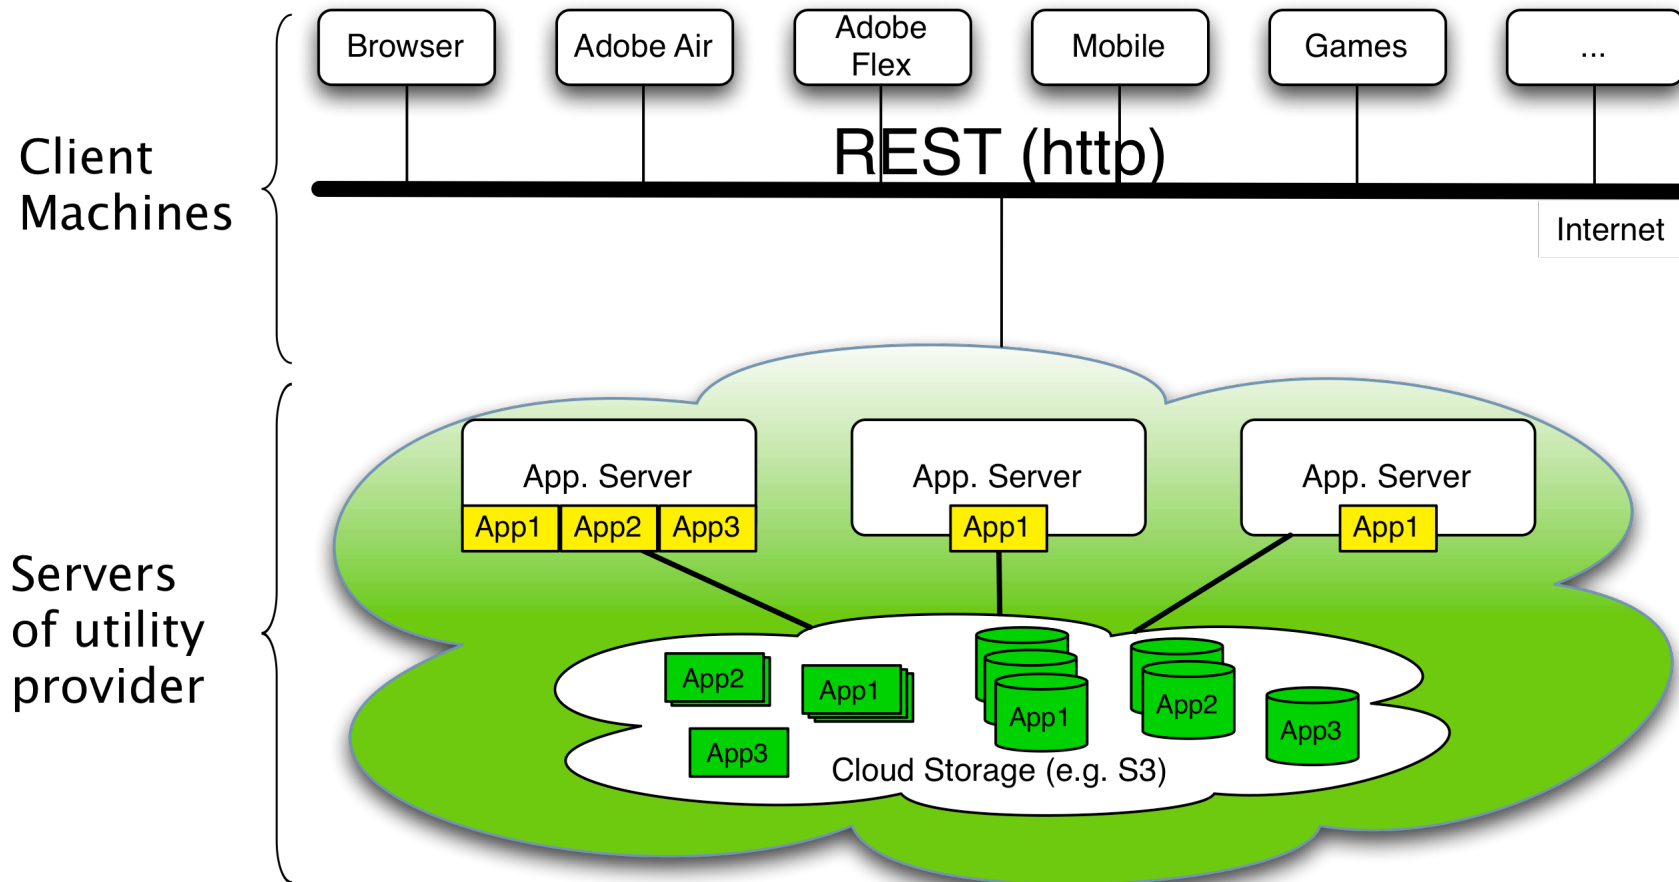 Browser
Adobe Air
Adobe
Flex
Mobile
Games
...
Client
Machines
REST (http)
Internet
App. Server
App. Server
App. Server
App1
App2
App3
App1
App1
Servers
of utility
provider
App2
App1
App3
App1
App2
App3
Cloud Storage (e.g. S3)